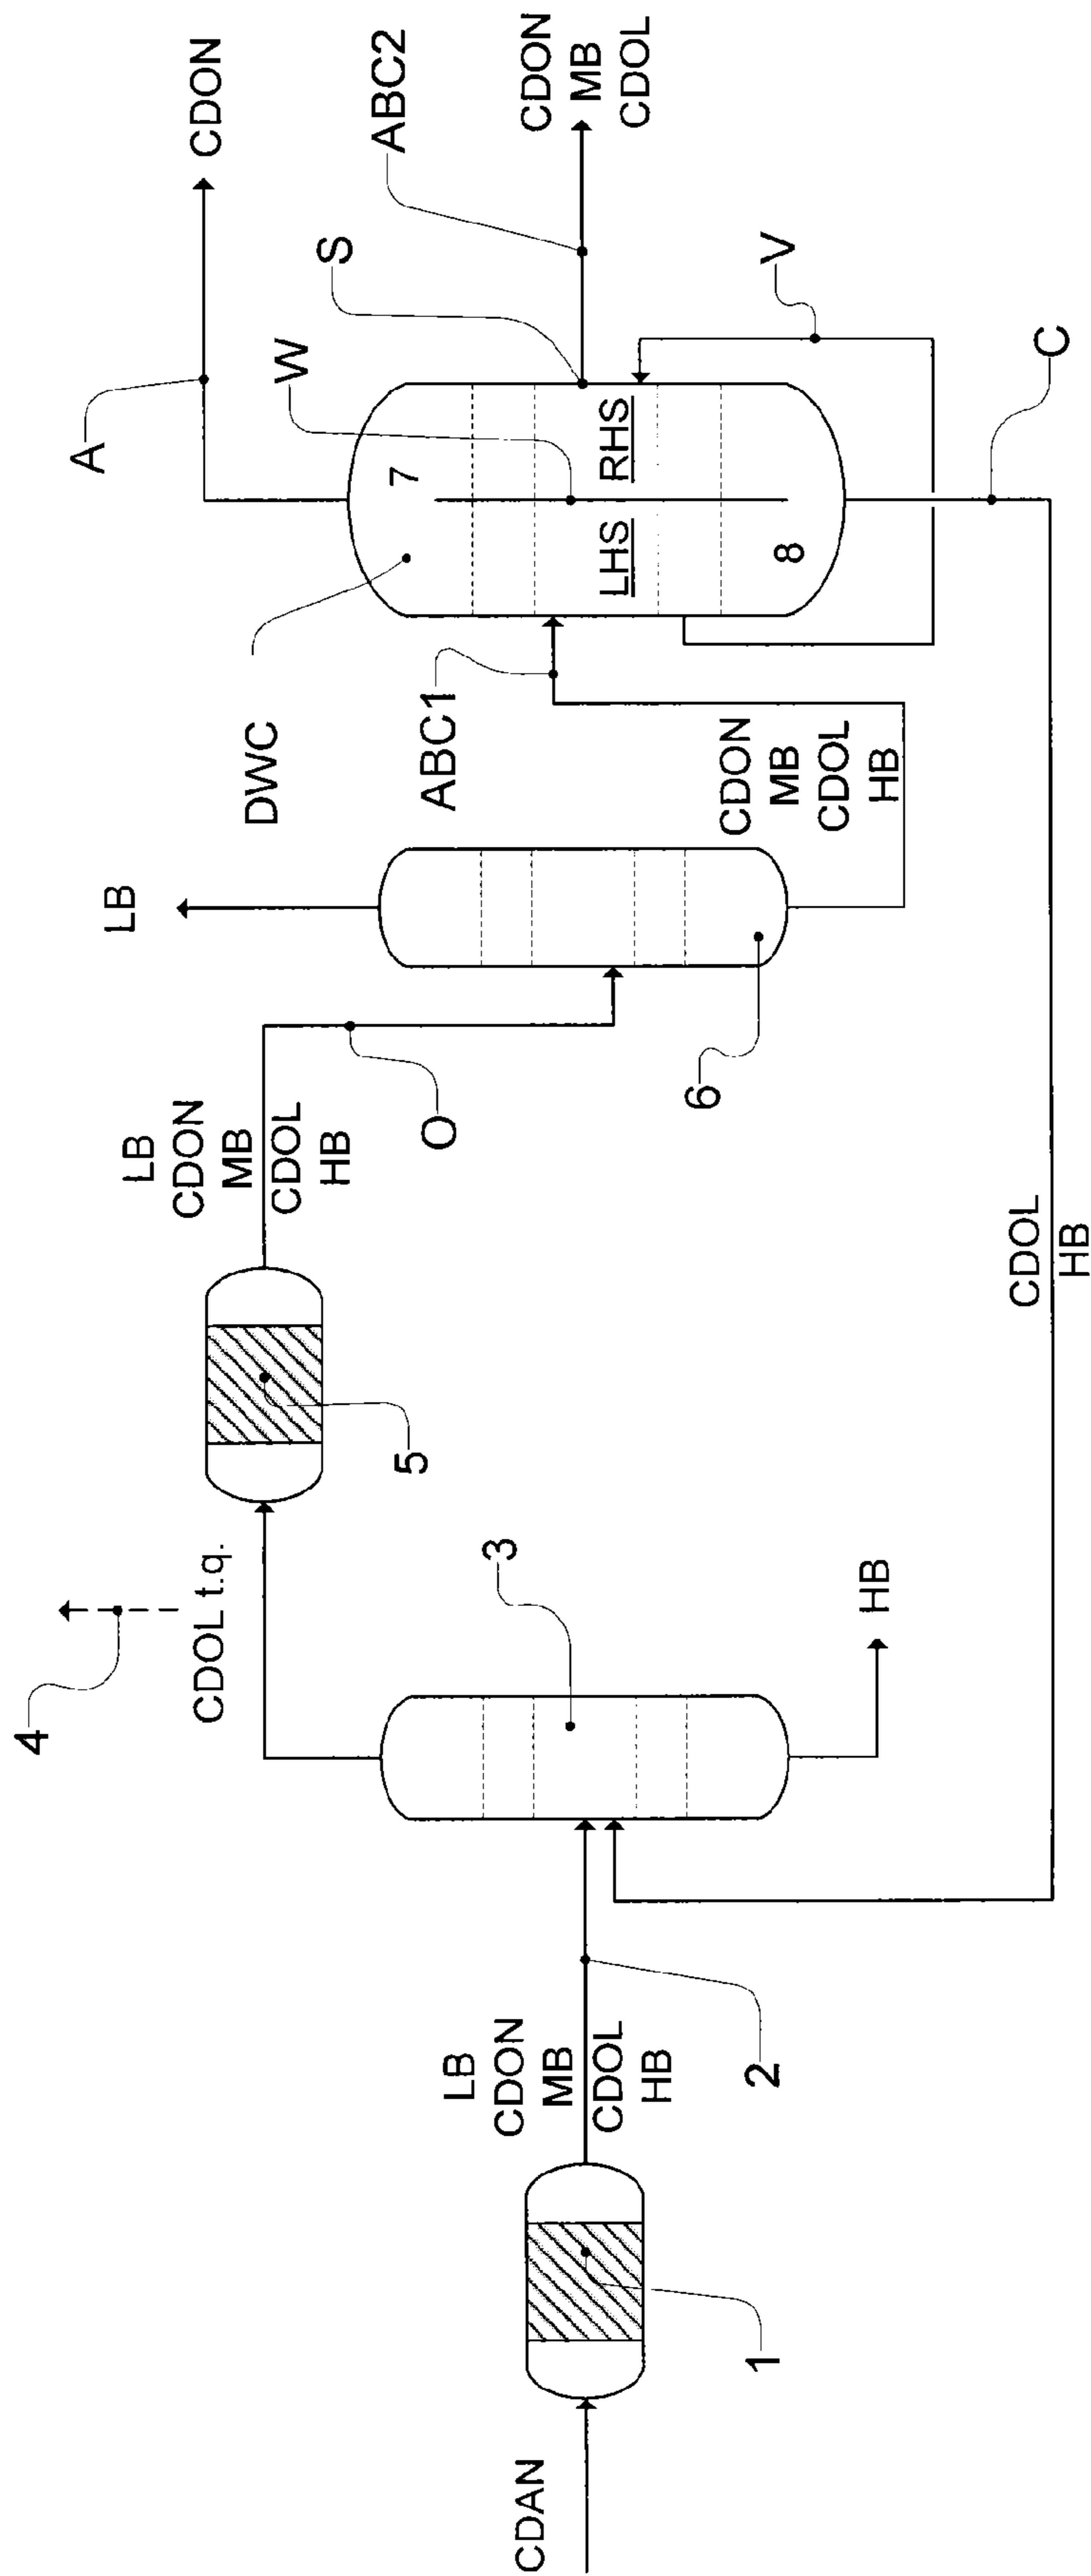 CDAN
1
LB
CDON
MB
CDOL
HB
2
3
HB
4
CDOL t.q.
5
LB
CDON
MB
CDOL
HB
O
LB
6
CDON
MB
CDOL
HB
ABC1
DWC
7
LHS
RHS
8
W
S
A
CDON
ABC2
CDON
MB
CDOL
V
C
CDOL
HB